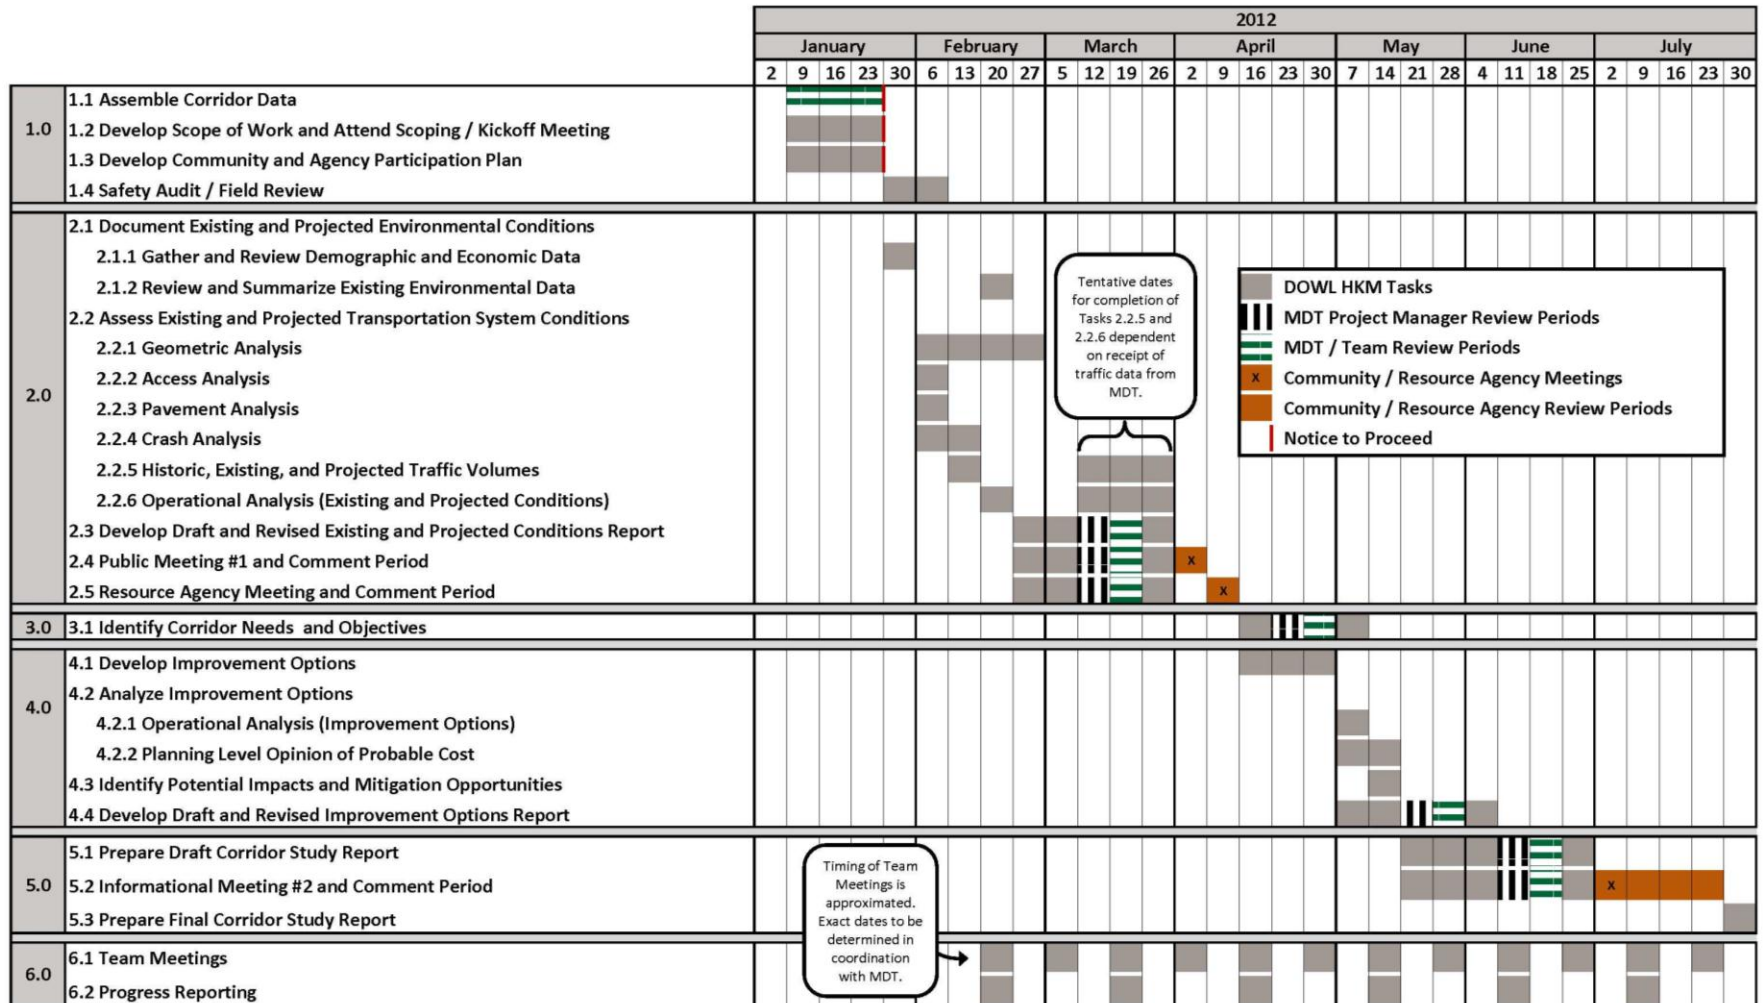 2012
January February March April May June July
2 9 16 23 30 6 13 20 27 5 12 19 26 2 9 16 23 30 7 14 21 28 4 11 18 25 2 9 16 23 30
1.0
1.1 Assemble Corridor Data
1.2 Develop Scope of Work and Attend Scoping / Kickoff Meeting
1.3 Develop Community and Agency Participation Plan
1.4 Safety Audit / Field Review
2.0
2.1 Document Existing and Projected Environmental Conditions
2.1.1 Gather and Review Demographic and Economic Data
2.1.2 Review and Summarize Existing Environmental Data
2.2 Assess Existing and Projected Transportation System Conditions
2.2.1 Geometric Analysis
2.2.2 Access Analysis
2.2.3 Pavement Analysis
2.2.4 Crash Analysis
2.2.5 Historic, Existing, and Projected Traffic Volumes
2.2.6 Operational Analysis (Existing and Projected Conditions)
2.3 Develop Draft and Revised Existing and Projected Conditions Report
2.4 Public Meeting #1 and Comment Period
x
2.5 Resource Agency Meeting and Comment Period
x
Tentative dates
for completion of
Tasks 2.2.5 and
2.2.6 dependent
on receipt of
traffic data from
MDT.
DOWL HKM Tasks
MDT Project Manager Review Periods
MDT / Team Review Periods
x Community / Resource Agency Meetings
Community / Resource Agency Review Periods
Notice to Proceed
3.0 3.1 Identify Corridor Needs and Objectives
4.0
4.1 Develop Improvement Options
4.2 Analyze Improvement Options
4.2.1 Operational Analysis (Improvement Options)
4.2.2 Planning Level Opinion of Probable Cost
4.3 Identify Potential Impacts and Mitigation Opportunities
4.4 Develop Draft and Revised Improvement Options Report
5.0
5.1 Prepare Draft Corridor Study Report
5.2 Informational Meeting #2 and Comment Period
x
5.3 Prepare Final Corridor Study Report
Timing of Team
Meetings is
approximated.
Exact dates to be
determined in
coordination
with MDT.
6.0
6.1 Team Meetings
6.2 Progress Reporting